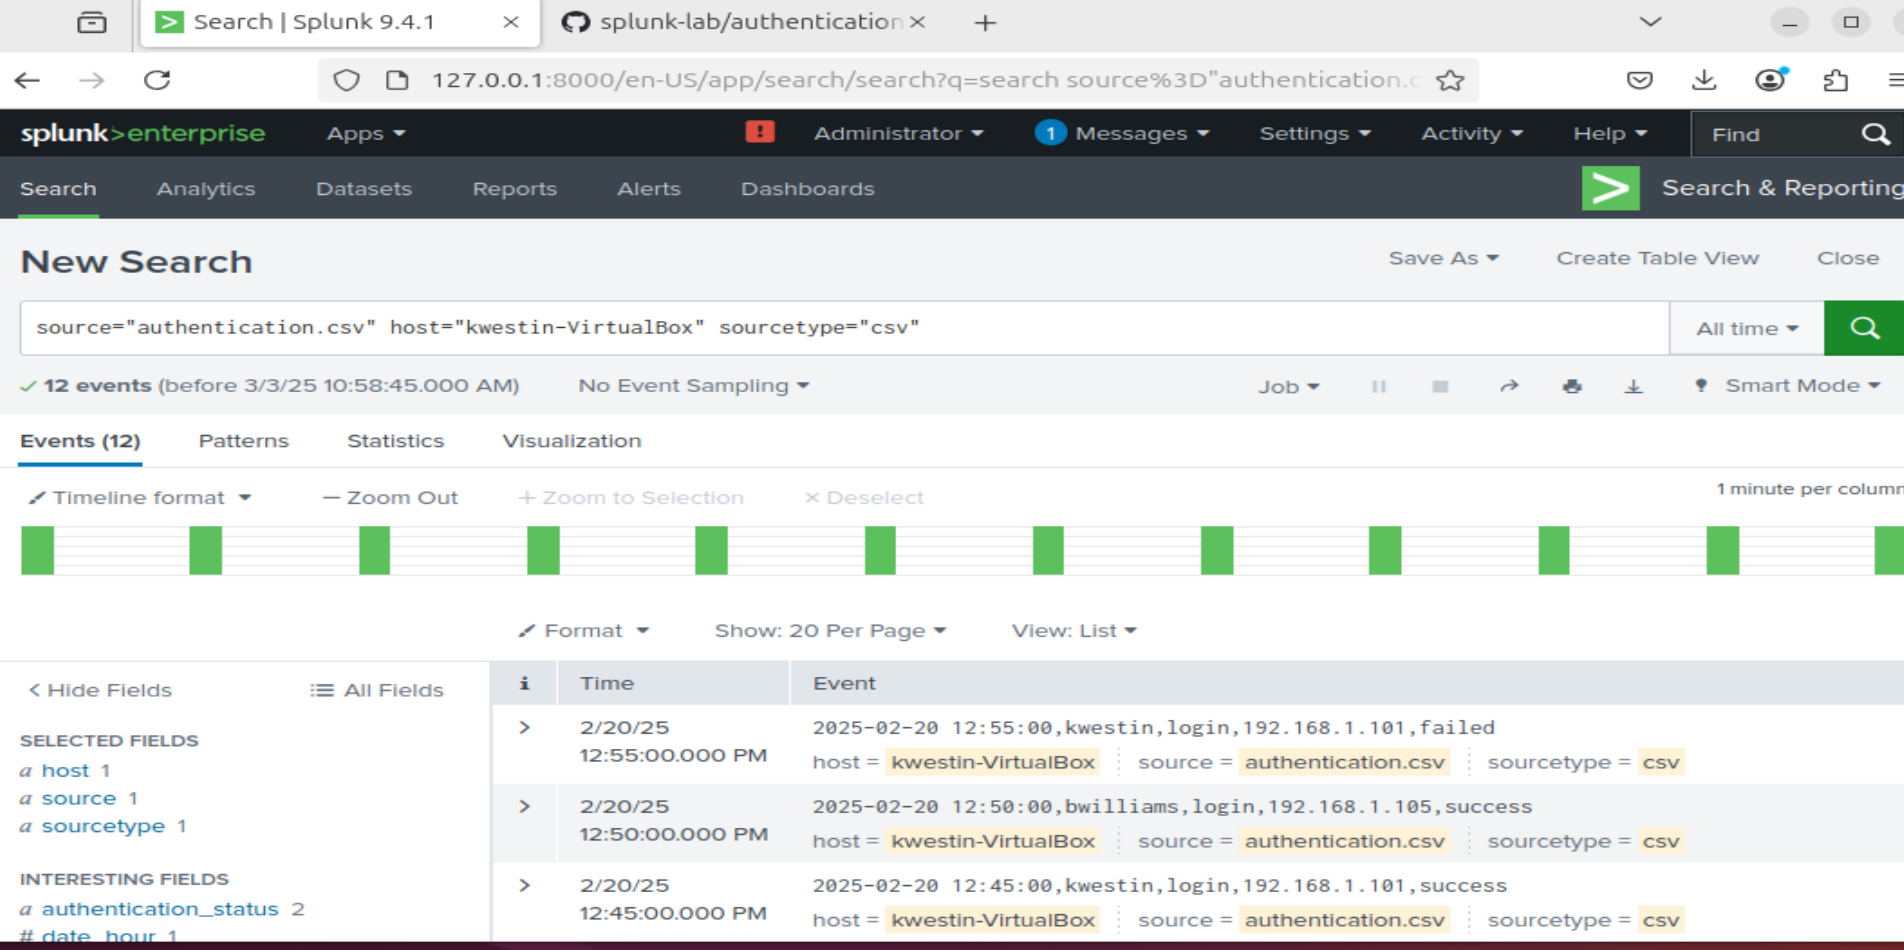 Search | Splunk 9.4.1 splunk-lab/authentication
127.0.0.1:8000/en-US/app/search/search?q=search source%3D"authentication.c
splunk>enterprise Apps ! Administrator 1 Messages Settings Activity Help Find
Search Analytics Datasets Reports Alerts Dashboards > Search & Reporting
New Search Save As Create Table View Close
source="authentication.csv" host="kwestin-VirtualBox" sourcetype="csv" All time
12 events (before 3/3/25 10:58:45.000 AM) No Event Sampling Job Smart Mode
Events (12) Patterns Statistics Visualization
Timeline format — Zoom Out + Zoom to Selection × Deselect 1 minute per column
Format Show: 20 Per Page View: List
< Hide Fields All Fields i Time Event
SELECTED FIELDS
a host 1
a source 1
a sourcetype 1
INTERESTING FIELDS
a authentication_status 2
# date_hour 1
> 2/20/25 12:55:00.000 PM 2025-02-20 12:55:00,kwestin,login,192.168.1.101,failed
host = kwestin-VirtualBox source = authentication.csv sourcetype = csv
> 2/20/25 12:50:00.000 PM 2025-02-20 12:50:00,bwilliams,login,192.168.1.105,success
host = kwestin-VirtualBox source = authentication.csv sourcetype = csv
> 2/20/25 12:45:00.000 PM 2025-02-20 12:45:00,kwestin,login,192.168.1.101,success
host = kwestin-VirtualBox source = authentication.csv sourcetype = csv